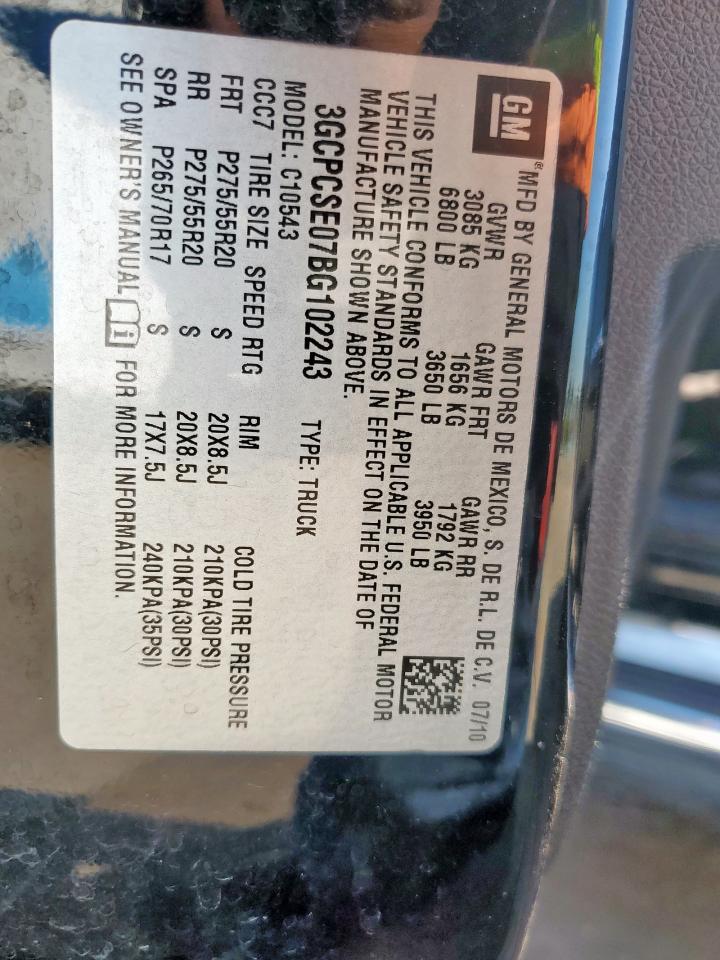 GM® MFD BY GENERAL MOTORS DE MEXICO, S. DE R.L. DE C.V. 07/10
GVWR GAWR FRT GAWR RR
3085 KG 1656 KG 1792 KG
6800 LB 3650 LB 3950 LB
THIS VEHICLE CONFORMS TO ALL APPLICABLE U.S. FEDERAL MOTOR
VEHICLE SAFETY STANDARDS IN EFFECT ON THE DATE OF
MANUFACTURE SHOWN ABOVE.
3GCPCSE07BG102243 TYPE: TRUCK
MODEL: C10543
CCC7 TIRE SIZE SPEED RTG RIM COLD TIRE PRESSURE
FRT P275/55R20 S 20X8.5J 210KPA(30PSI)
RR P275/55R20 S 20X8.5J 210KPA(30PSI)
SPA P265/70R17 S 17X7.5J 240KPA(35PSI)
SEE OWNER'S MANUAL i FOR MORE INFORMATION.